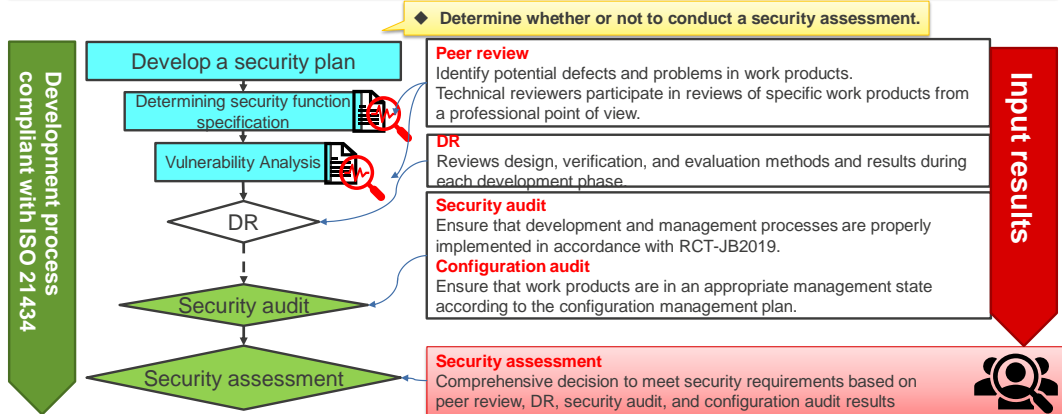 ◆ Determine whether or not to conduct a security assessment.
Development process
compliant with ISO 21434
Develop a security plan
Determining security function
specification
Vulnerability Analysis
DR
Security audit
Security assessment
Peer review
Identify potential defects and problems in work products.
Technical reviewers participate in reviews of specific work products from
a professional point of view.
DR
Reviews design, verification, and evaluation methods and results during
each development phase.
Security audit
Ensure that development and management processes are properly
implemented in accordance with RCT-JB2019.
Configuration audit
Ensure that work products are in an appropriate management state
according to the configuration management plan.
Security assessment
Comprehensive decision to meet security requirements based on
peer review, DR, security audit, and configuration audit results
Input results